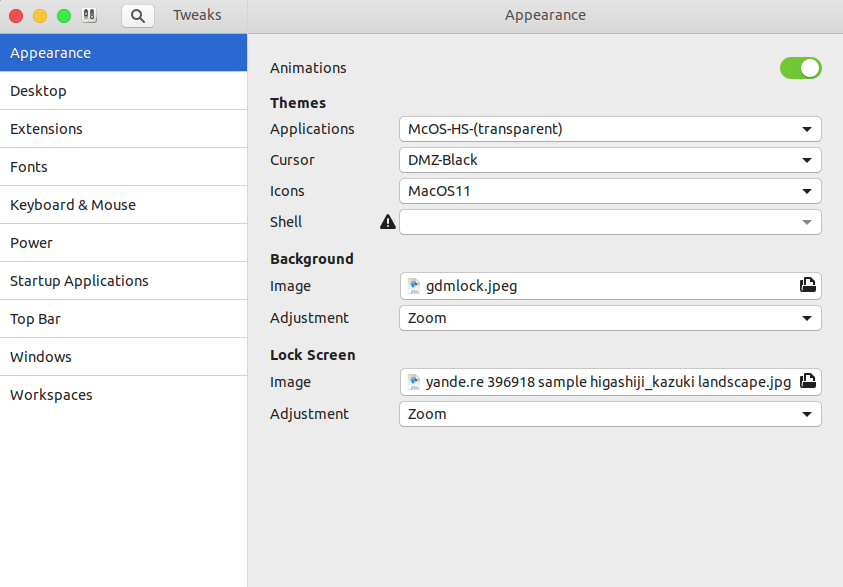 Tweaks
Appearance
Appearance
Desktop
Extensions
Fonts
Keyboard & Mouse
Power
Startup Applications
Top Bar
Windows
Workspaces
Animations
Themes
Applications McOS-HS-(transparent)
Cursor DMZ-Black
Icons MacOS11
Shell
Background
Image gdmlock.jpeg
Adjustment Zoom
Lock Screen
Image yande.re 396918 sample higashiji_kazuki landscape.jpg
Adjustment Zoom